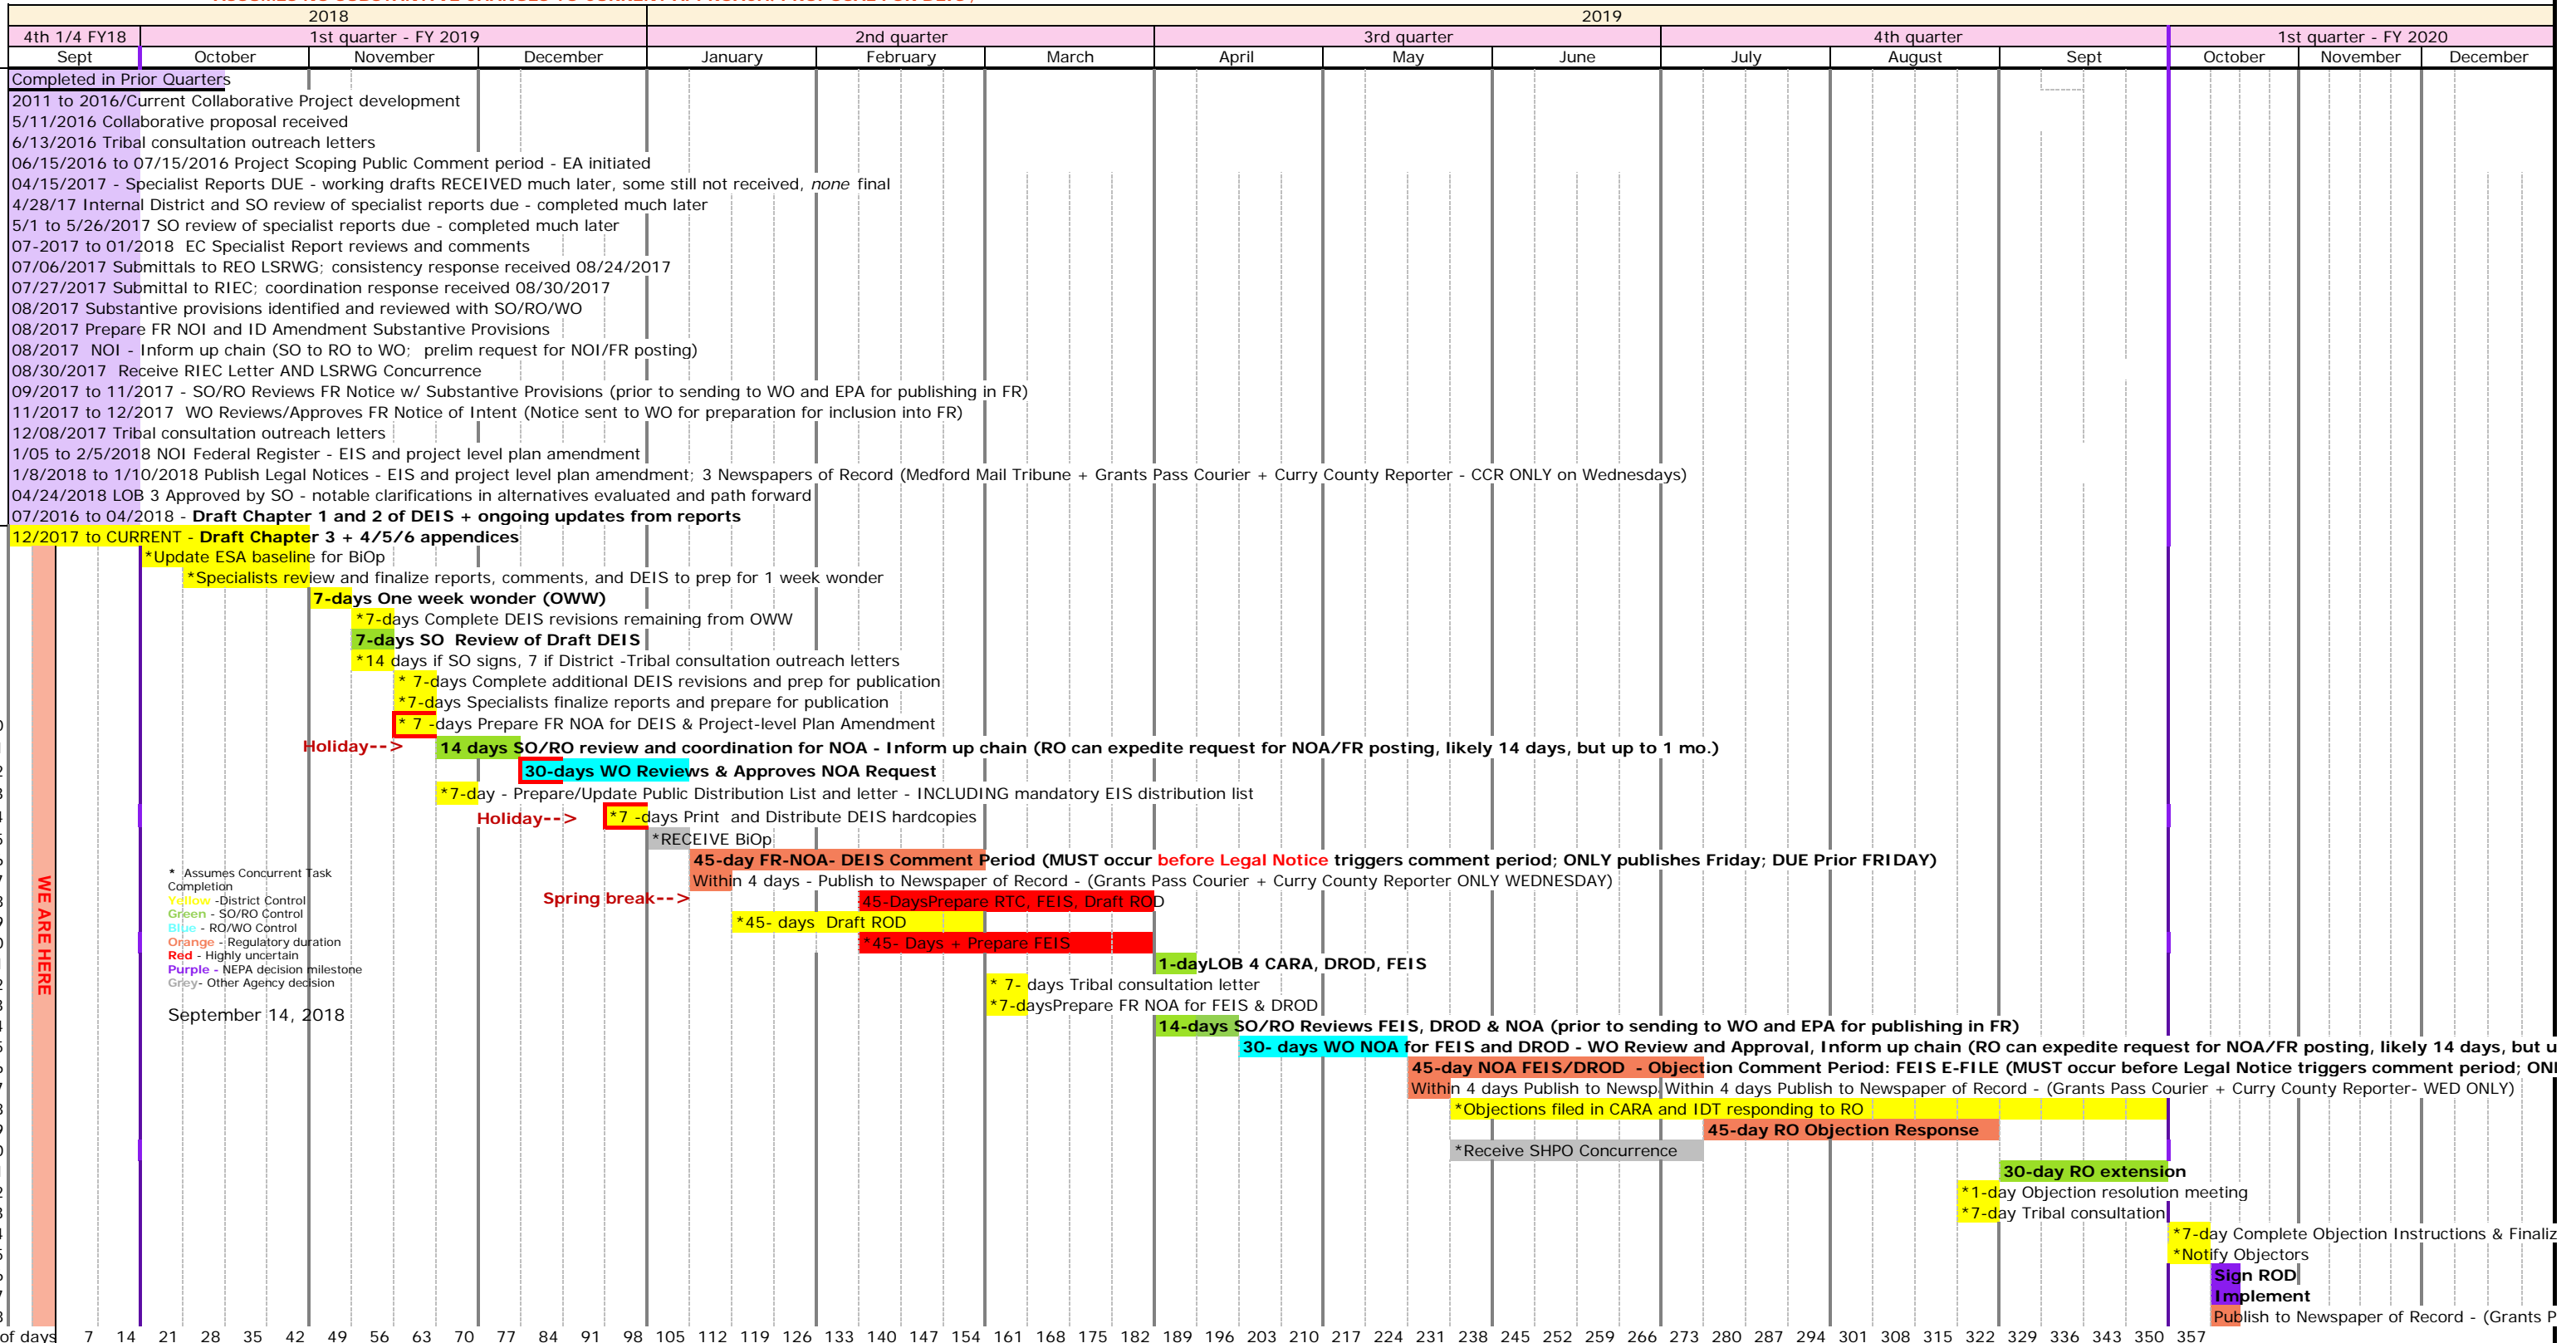 2018 2019
4th 1/4 FY18 1st quarter - FY 2019 2nd quarter 3rd quarter 4th quarter 1st quarter - FY 2020
Sept October November December January February March April May June July August Sept October November December
Completed in Prior Quarters
2011 to 2016/Current Collaborative Project development
5/11/2016 Collaborative proposal received
6/13/2016 Tribal consultation outreach letters
06/15/2016 to 07/15/2016 Project Scoping Public Comment period - EA initiated
04/15/2017 - Specialist Reports DUE - working drafts RECEIVED much later, some still not received, none final
4/28/17 Internal District and SO review of specialist reports due - completed much later
5/1 to 5/26/2017 SO review of specialist reports due - completed much later
07-2017 to 01/2018 EC Specialist Report reviews and comments
07/06/2017 Submittals to REO LSRWG; consistency response received 08/24/2017
07/27/2017 Submittal to RIEC; coordination response received 08/30/2017
08/2017 Substantive provisions identified and reviewed with SO/RO/WO
08/2017 Prepare FR NOI and ID Amendment Substantive Provisions
08/2017 NOI - Inform up chain (SO to RO to WO; prelim request for NOI/FR posting)
08/30/2017 Receive RIEC Letter AND LSRWG Concurrence
09/2017 to 11/2017 - SO/RO Reviews FR Notice w/ Substantive Provisions (prior to sending to WO and EPA for publishing in FR)
11/2017 to 12/2017 WO Reviews/Approves FR Notice of Intent (Notice sent to WO for preparation for inclusion into FR)
12/08/2017 Tribal consultation outreach letters
1/05 to 2/5/2018 NOI Federal Register - EIS and project level plan amendment
1/8/2018 to 1/10/2018 Publish Legal Notices - EIS and project level plan amendment; 3 Newspapers of Record (Medford Mail Tribune + Grants Pass Courier + Curry County Reporter - CCR ONLY on Wednesdays)
04/24/2018 LOB 3 Approved by SO - notable clarifications in alternatives evaluated and path forward
07/2016 to 04/2018 - Draft Chapter 1 and 2 of DEIS + ongoing updates from reports
12/2017 to CURRENT - Draft Chapter 3 + 4/5/6 appendices
*Update ESA baseline for BiOp
*Specialists review and finalize reports, comments, and DEIS to prep for 1 week wonder
7-days One week wonder (OWW)
*7-days Complete DEIS revisions remaining from OWW
7-days SO Review of Draft DEIS
*14 days if SO signs, 7 if District -Tribal consultation outreach letters
* 7-days Complete additional DEIS revisions and prep for publication
*7-days Specialists finalize reports and prepare for publication
* 7 -days Prepare FR NOA for DEIS & Project-level Plan Amendment
Holiday-->
14 days SO/RO review and coordination for NOA - Inform up chain (RO can expedite request for NOA/FR posting, likely 14 days, but up to 1 mo.)
30-days WO Reviews & Approves NOA Request
*7-day - Prepare/Update Public Distribution List and letter - INCLUDING mandatory EIS distribution list
Holiday-->
*7 -days Print and Distribute DEIS hardcopies
*RECEIVE BiOp
45-day FR-NOA- DEIS Comment Period (MUST occur before Legal Notice triggers comment period; ONLY publishes Friday; DUE Prior FRIDAY)
Within 4 days - Publish to Newspaper of Record - (Grants Pass Courier + Curry County Reporter ONLY WEDNESDAY)
Spring break-->
45-DaysPrepare RTC, FEIS, Draft ROD
*45- days Draft ROD
*45- Days + Prepare FEIS
1-dayLOB 4 CARA, DROD, FEIS
* 7- days Tribal consultation letter
*7-daysPrepare FR NOA for FEIS & DROD
14-days SO/RO Reviews FEIS, DROD & NOA (prior to sending to WO and EPA for publishing in FR)
30- days WO NOA for FEIS and DROD - WO Review and Approval, Inform up chain (RO can expedite request for NOA/FR posting, likely 14 days, but u
45-day NOA FEIS/DROD - Objection Comment Period: FEIS E-FILE (MUST occur before Legal Notice triggers comment period;
Within 4 days Publish to Newsp. Within 4 days Publish to Newspaper of Record - (Grants Pass Courier + Curry County Reporter- WED ONLY)
*Objections filed in CARA and IDT responding to RO
45-day RO Objection Response
*Receive SHPO Concurrence
30-day RO extension
*1-day Objection resolution meeting
*7-day Tribal consultation
*7-day Complete Objection Instructions & Finaliz
*Notify Objectors
Sign ROD
Implement
Publish to Newspaper of Record - (Grants P
WE ARE HERE
* Assumes Concurrent Task
Completion
Yellow -District Control
Green - SO/RO Control
Blue - RO/WO Control
Orange - Regulatory duration
Red - Highly uncertain
Purple - NEPA decision milestone
Grey- Other Agency decision
September 14, 2018
of days 7 14 21 28 35 42 49 56 63 70 77 84 91 98 105 112 119 126 133 140 147 154 161 168 175 182 189 196 203 210 217 224 231 238 245 252 259 266 273 280 287 294 301 308 315 322 329 336 343 350 357